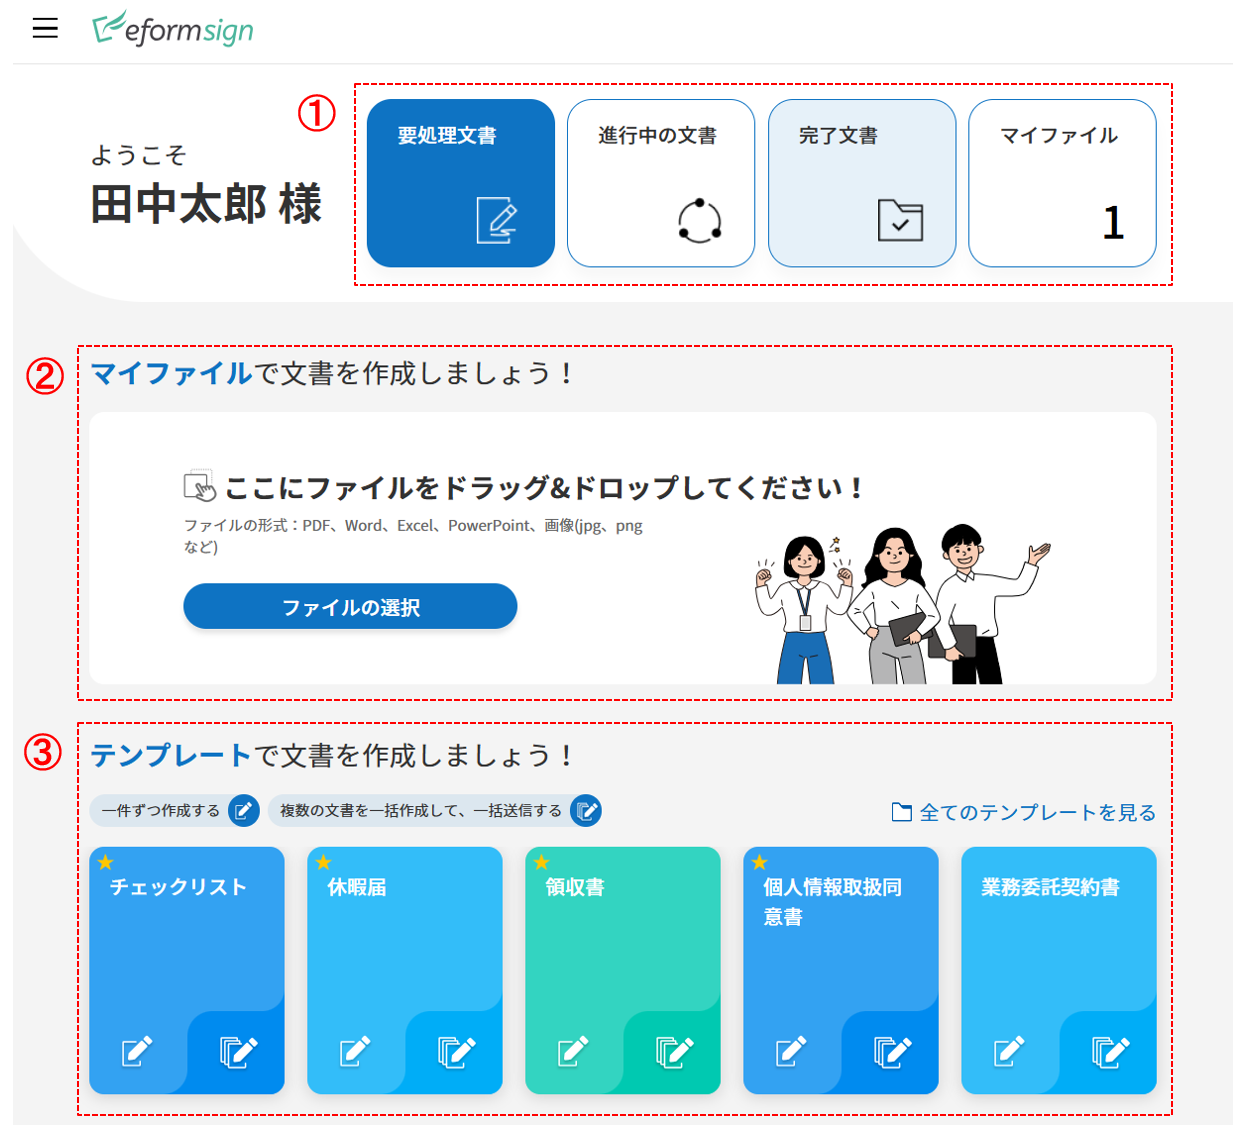 eformsign
①
要処理文書
進行中の文書
完了文書
マイファイル
1
ようこそ
田中太郎 様
②
マイファイルで文書を作成しましょう！
ここにファイルをドラッグ&ドロップしてください！
ファイルの形式：PDF、Word、Excel、PowerPoint、画像(jpg、png
など)
ファイルの選択
③
テンプレートで文書を作成しましょう！
一件ずつ作成する
複数の文書を一括作成して、一括送信する
全てのテンプレートを見る
チェックリスト
休暇届
領収書
個人情報取扱同
意書
業務委託契約書